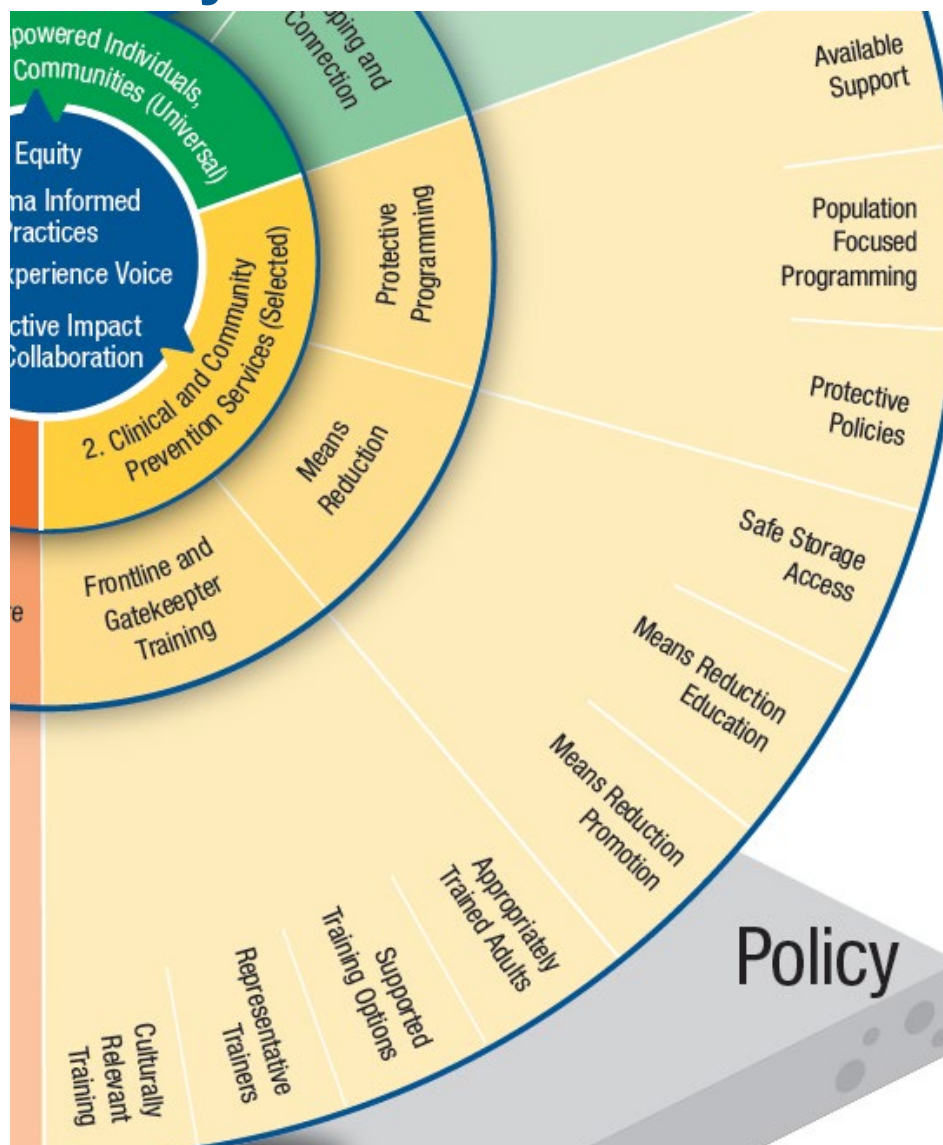 powered Individuals,
Communities (Universal)
pping and
Connection
Equity
ma Informed
Practices
xperience Voice
ctive Impact
Collaboration
2. Clinical and Community
Prevention Services (Selected)
Protective
Programming
Means
Reduction
Frontline and
Gatekeeper
Training
re
Available
Support
Population
Focused
Programming
Protective
Policies
Safe Storage
Access
Means Reduction
Education
Means Reduction
Promotion
Appropriately
Trained Adults
Supported
Training Options
Representative
Trainers
Culturally
Relevant
Training
Policy